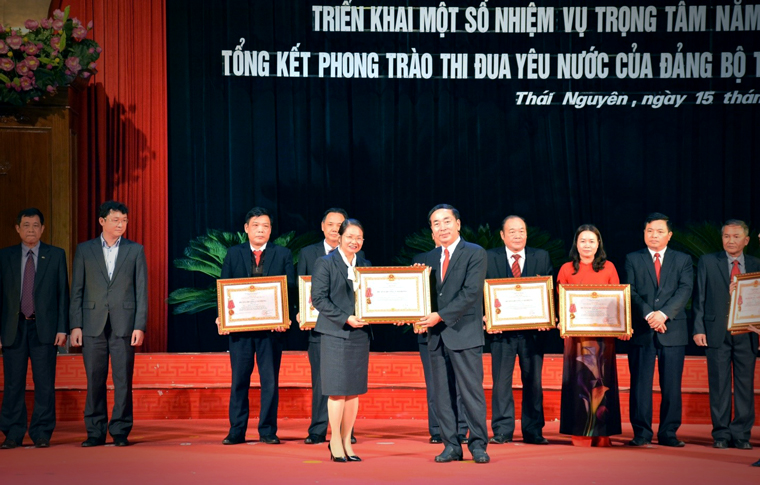 TRIỂN KHAI MỘT SỐ NHIỆM VỤ TRỌNG TÂM NĂM
TỔNG KẾT PHONG TRÀO THI ĐUA YÊU NƯỚC CỦA ĐẢNG BỘ T
Thái Nguyên, ngày 15 thán